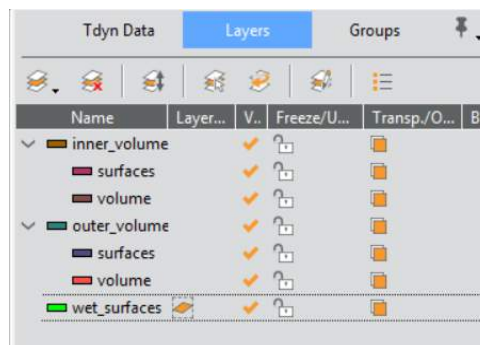 Tdyn Data Layers Groups
Name Layer... V.. Freeze/U... Transp./O... B
inner_volume
surfaces
volume
outer_volume
surfaces
volume
wet_surfaces